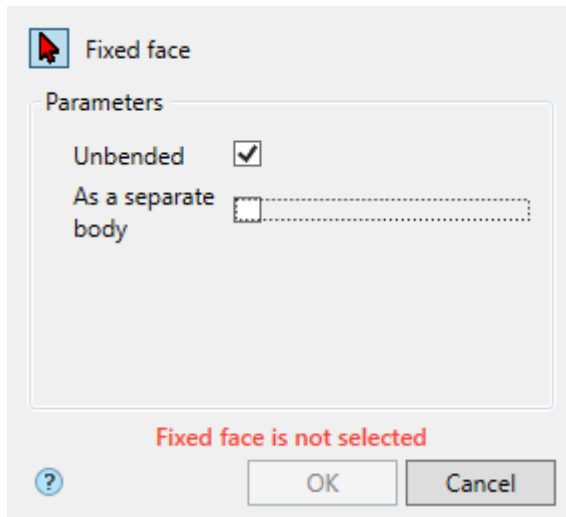 Fixed face
Parameters
Unbended
As a separate
body
Fixed face is not selected
?
OK
Cancel